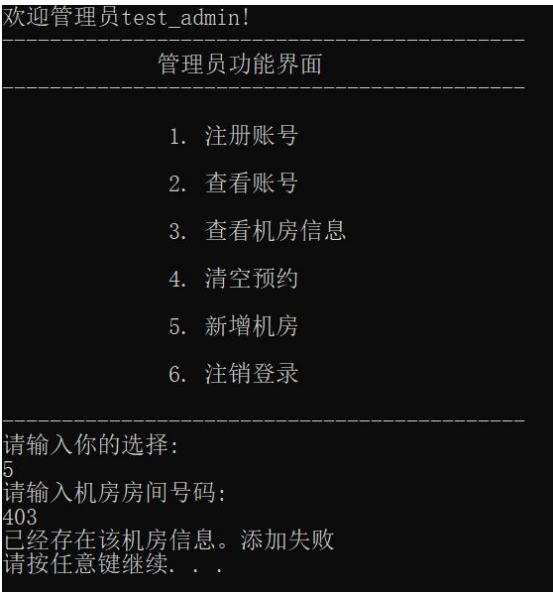 欢迎管理员test_admin!
--------------------------------------------
管理员功能界面
--------------------------------------------
1. 注册账号
2. 查看账号
3. 查看机房信息
4. 清空预约
5. 新增机房
6. 注销登录
--------------------------------------------
请输入你的选择:
5
请输入机房房间号码:
403
已经存在该机房信息。添加失败
请按任意键继续. . .